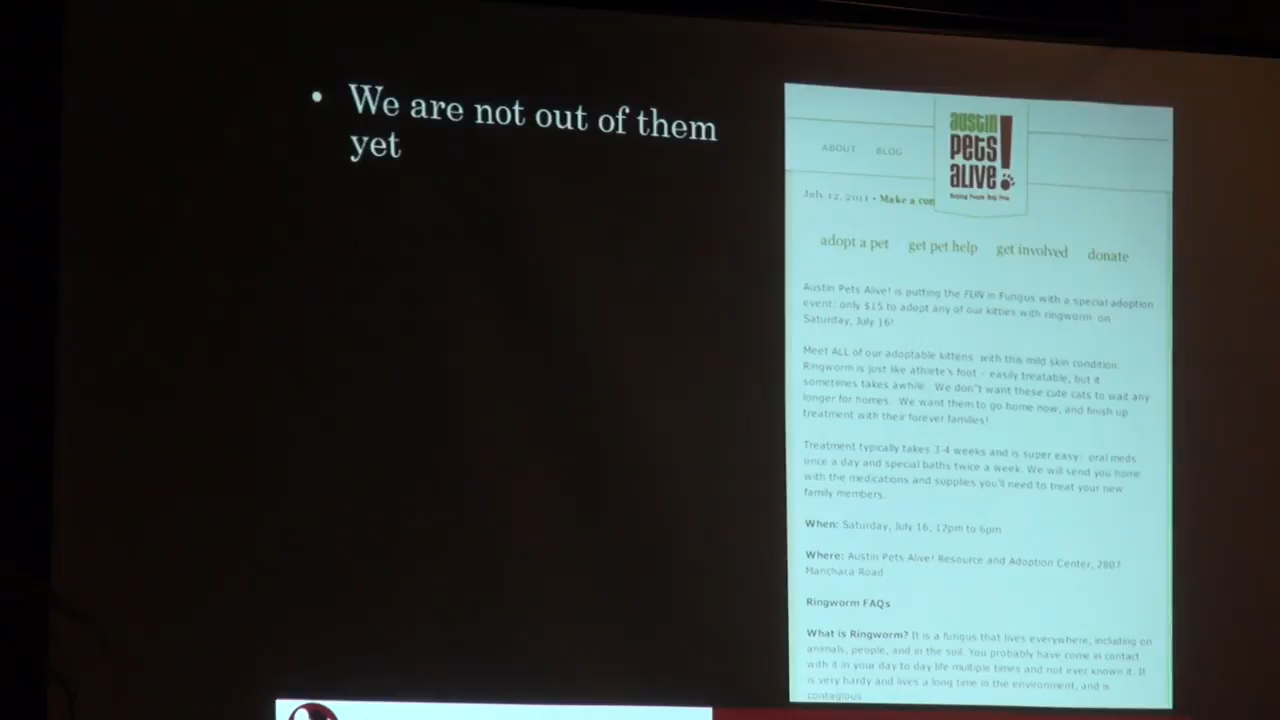 • We are not out of them
yet
austin
pets
alive!
ABOUT BLOG
Helping People Help Pets
July 12, 2011 • Make a com
adopt a pet get pet help get involved donate
Austin Pets Alive! is putting the FUN in Fungus with a special adoption
event: only $15 to adopt any of our kitties with ringworm on
Saturday, July 16!
Meet ALL of our adoptable kittens with this mild skin condition.
Ringworm is just like athlete's foot – easily treatable, but it
sometimes takes awhile. We don't want these cute cats to wait any
longer for homes. We want them to go home now, and finish up
treatment with their forever families!
Treatment typically takes 3-4 weeks and is super easy: oral meds
once a day and special baths twice a week. We will send you home
with the medications and supplies you'll need to treat your new
family members.
When: Saturday, July 16, 12pm to 6pm
Where: Austin Pets Alive! Resource and Adoption Center, 2807
Manchaca Road
Ringworm FAQs
What is Ringworm? It is a fungus that lives everywhere, including on
animals, people, and in the soil. You probably have come in contact
with it in your day to day life multiple times and not ever known it. It
is very hardy and lives a long time in the environment, and is
contagious